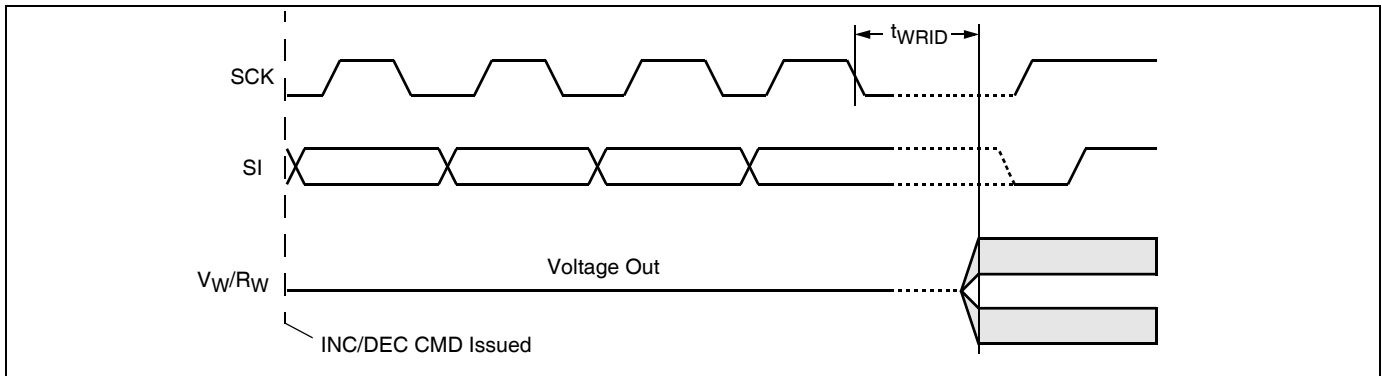 tWRID
SCK
SI
VW/RW
Voltage Out
INC/DEC CMD Issued